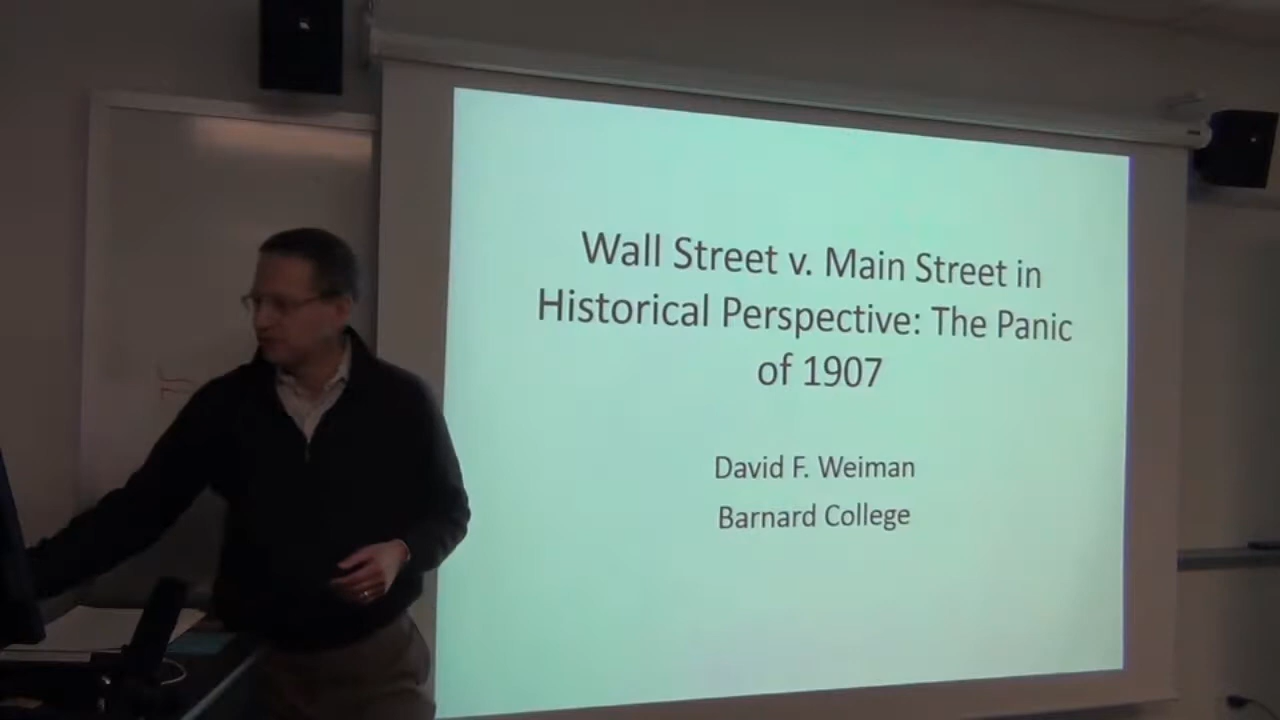 Wall Street v. Main Street in
Historical Perspective: The Panic
of 1907
David F. Weiman
Barnard College